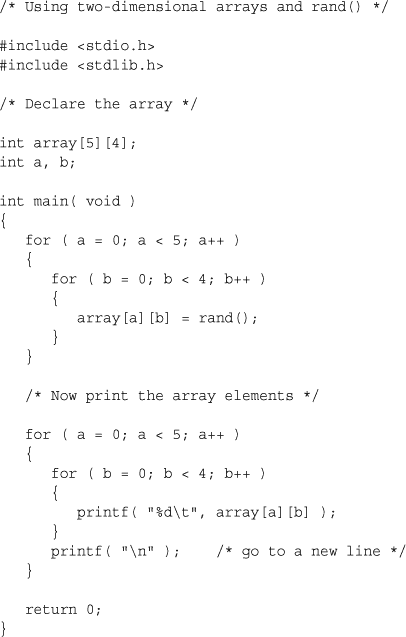 /* Using two-dimensional arrays and rand() */
#include <stdio.h>
#include <stdlib.h>
/* Declare the array */
int array[5][4];
int a, b;
int main( void )
{
for ( a = 0; a < 5; a++ )
{
for ( b = 0; b < 4; b++ )
{
array[a][b] = rand();
}
}
/* Now print the array elements */
for ( a = 0; a < 5; a++ )
{
for ( b = 0; b < 4; b++ )
{
printf( "%d\t", array[a][b] );
}
printf( "\n" );    /* go to a new line */
}
return 0;
}